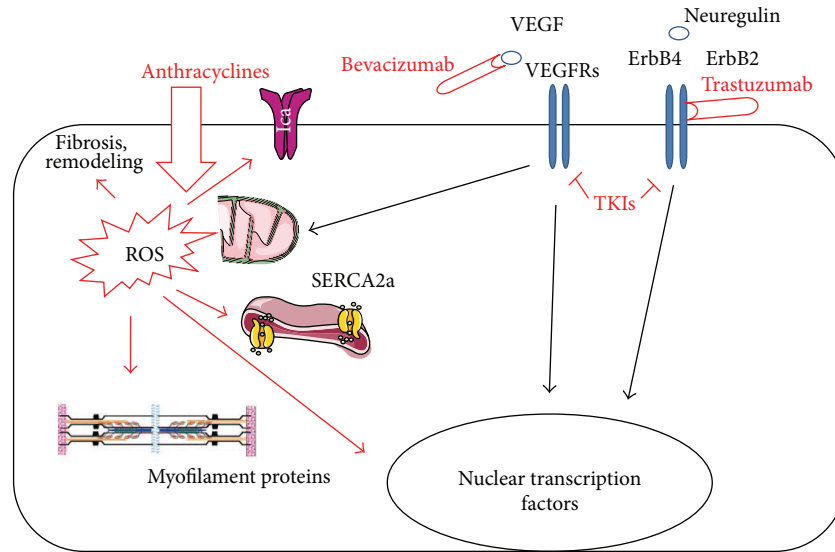 VEGF
Neuregulin
Bevacizumab
VEGFRs
ErbB4
ErbB2
Trastuzumab
Anthracyclines
Ica
Fibrosis,
remodeling
TKIs
ROS
SERCA2a
Myofilament proteins
Nuclear transcription
factors